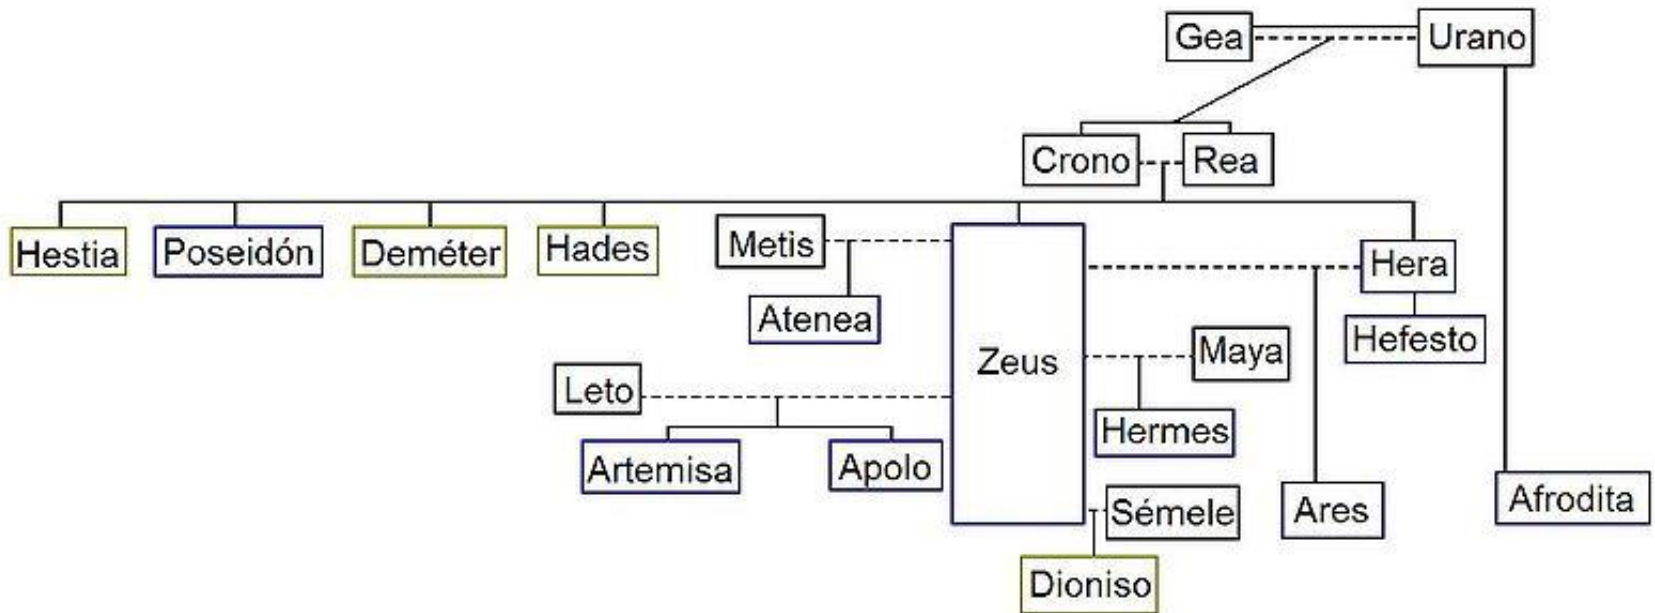 Gea
Urano
Crono
Rea
Hestia
Poseidón
Deméter
Hades
Metis
Hera
Atenea
Zeus
Maya
Hefesto
Leto
Hermes
Artemisa
Apolo
Sémele
Ares
Afrodita
Dioniso